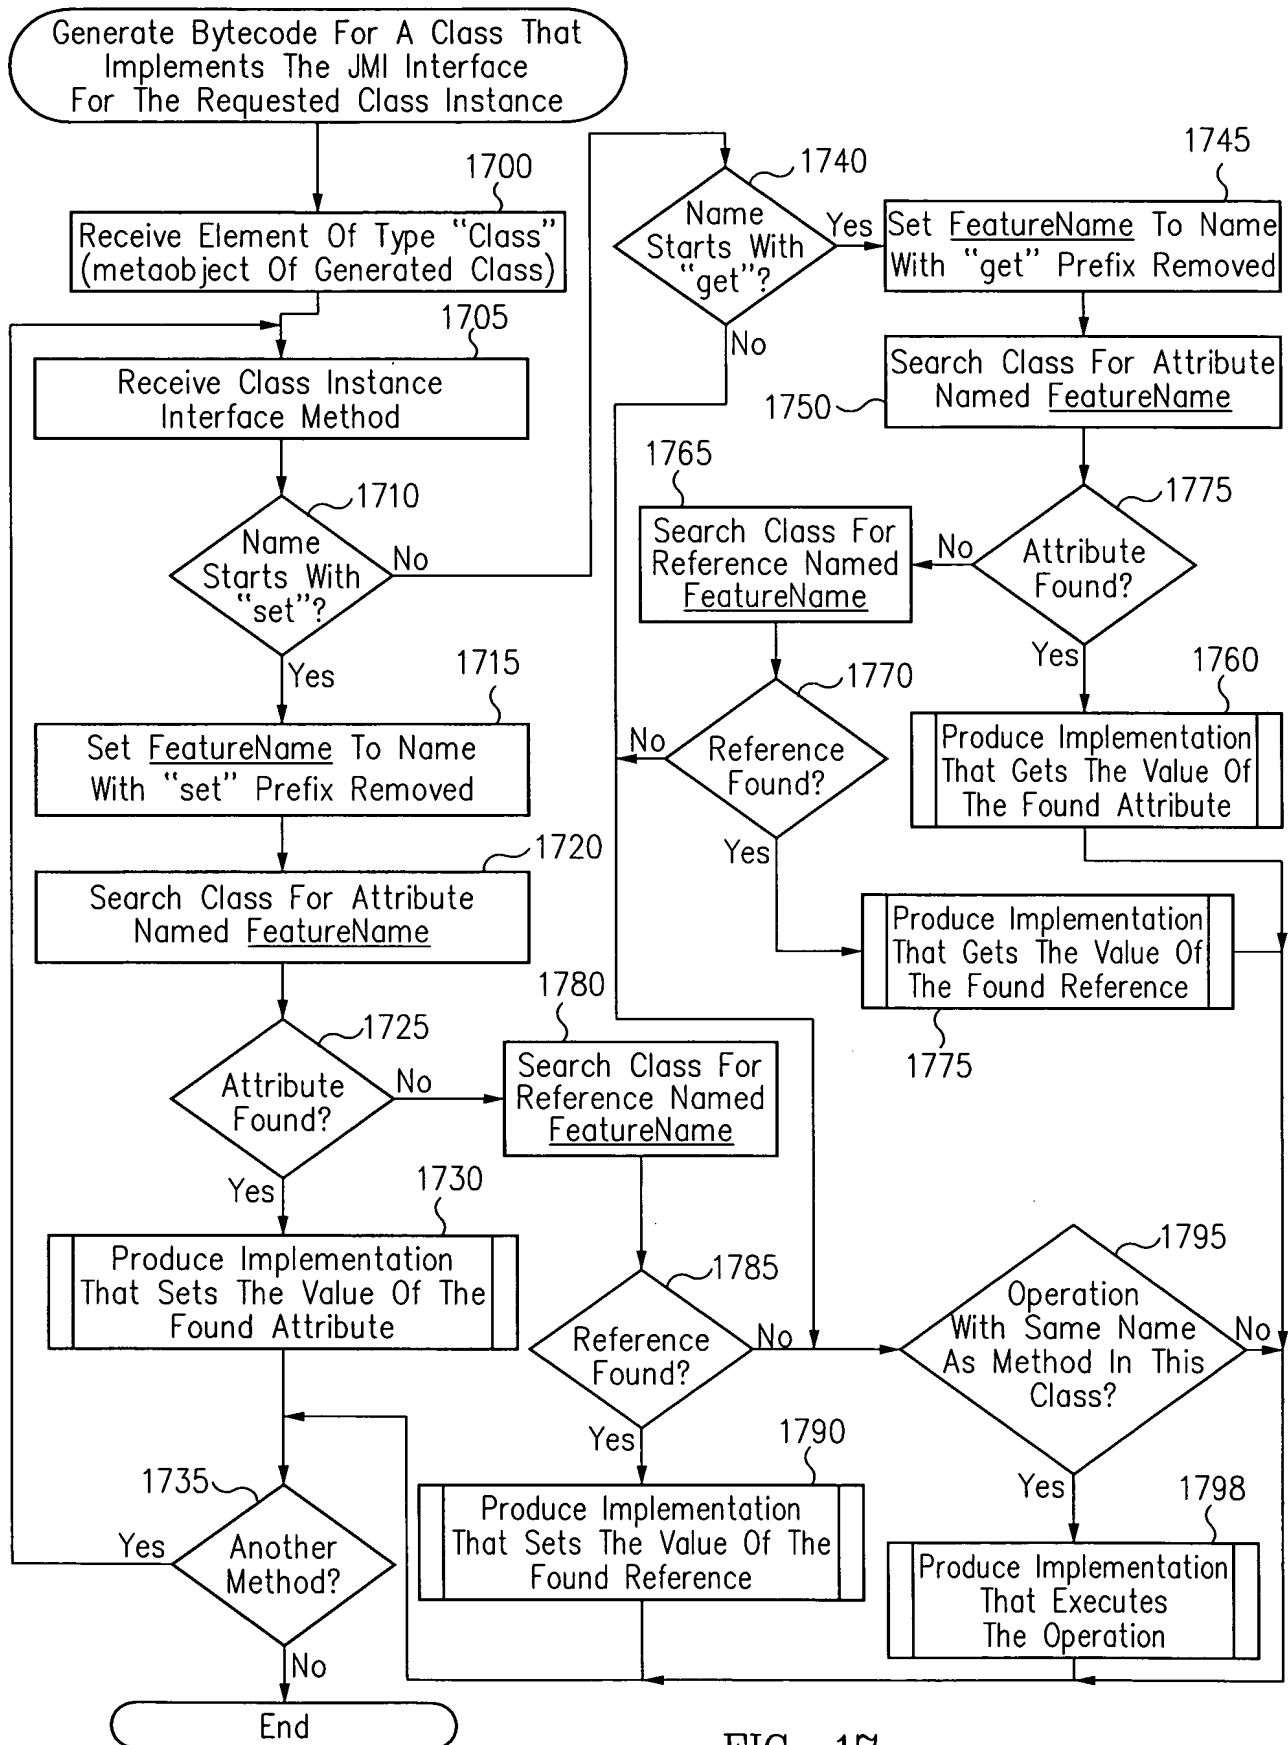 Generate Bytecode For A Class That
Implements The JMI Interface
For The Requested Class Instance
1700
Receive Element Of Type "Class"
(metaobject Of Generated Class)
1705
Receive Class Instance
Interface Method
1710
Name
Starts With
"set"?
No
Yes
1715
Set FeatureName To Name
With "set" Prefix Removed
1720
Search Class For Attribute
Named FeatureName
1725
Attribute
Found?
No
Yes
1730
Produce Implementation
That Sets The Value Of The
Found Attribute
1735
Another
Method?
Yes
No
End
1740
Name
Starts With
"get"?
Yes
No
1745
Set FeatureName To Name
With "get" Prefix Removed
1750
Search Class For Attribute
Named FeatureName
1775
Attribute
Found?
No
Yes
1760
Produce Implementation
That Gets The Value Of
The Found Attribute
1765
Search Class For
Reference Named
FeatureName
1770
Reference
Found?
No
Yes
Produce Implementation
That Gets The Value Of
The Found Reference
1775
1780
Search Class For
Reference Named
FeatureName
1785
Reference
Found?
No
Yes
1790
Produce Implementation
That Sets The Value Of The
Found Reference
1795
Operation
With Same Name
As Method In This
Class?
No
Yes
1798
Produce Implementation
That Executes
The Operation
FIG. 17